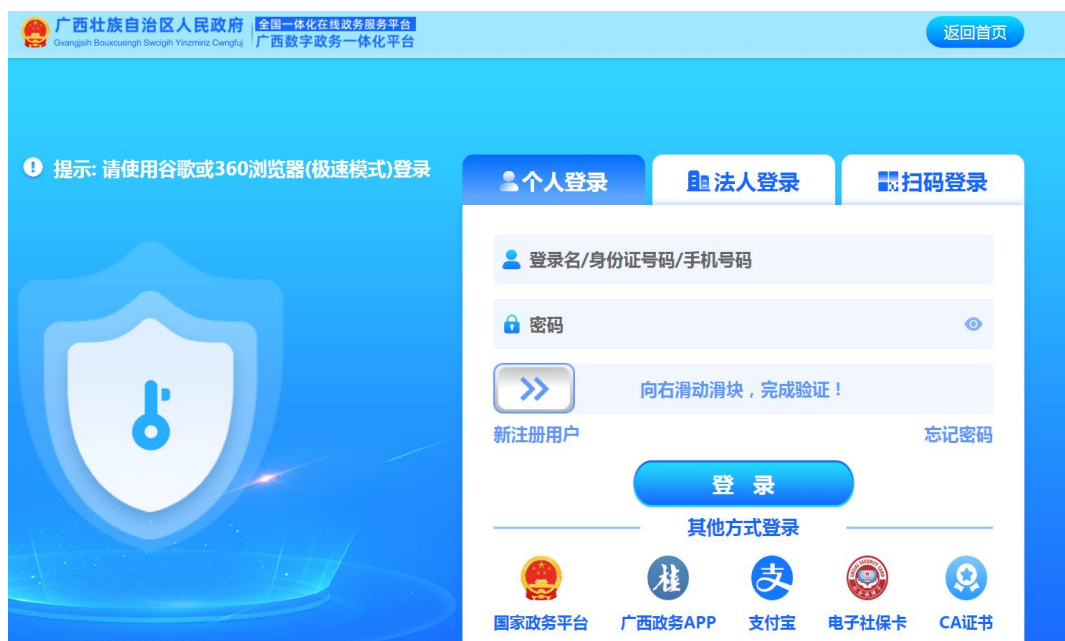 广西壮族自治区人民政府 全国一体化在线政务服务平台
Gvangjsih Bouxcuengh Swcigih Yinzminz Cwngfuj 广西数字政务一体化平台
返回首页
提示: 请使用谷歌或360浏览器(极速模式)登录
个人登录 法人登录 扫码登录
登录名/身份证号码/手机号码
密码
向右滑动滑块，完成验证！
新注册用户 忘记密码
登 录
其他方式登录
桂 支
国家政务平台 广西政务APP 支付宝 电子社保卡 CA证书